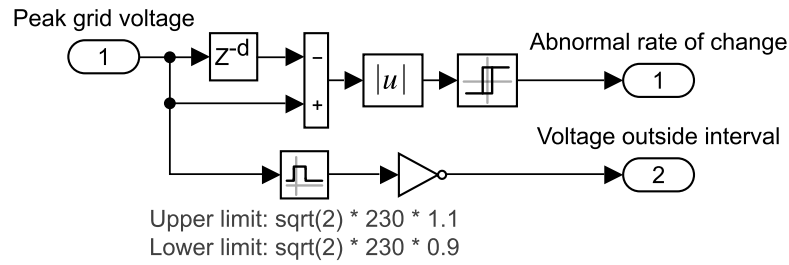 Peak grid voltage
1
Z-d
−
+
|u|
Abnormal rate of change
1
Voltage outside interval
2
Upper limit: sqrt(2) * 230 * 1.1
Lower limit: sqrt(2) * 230 * 0.9